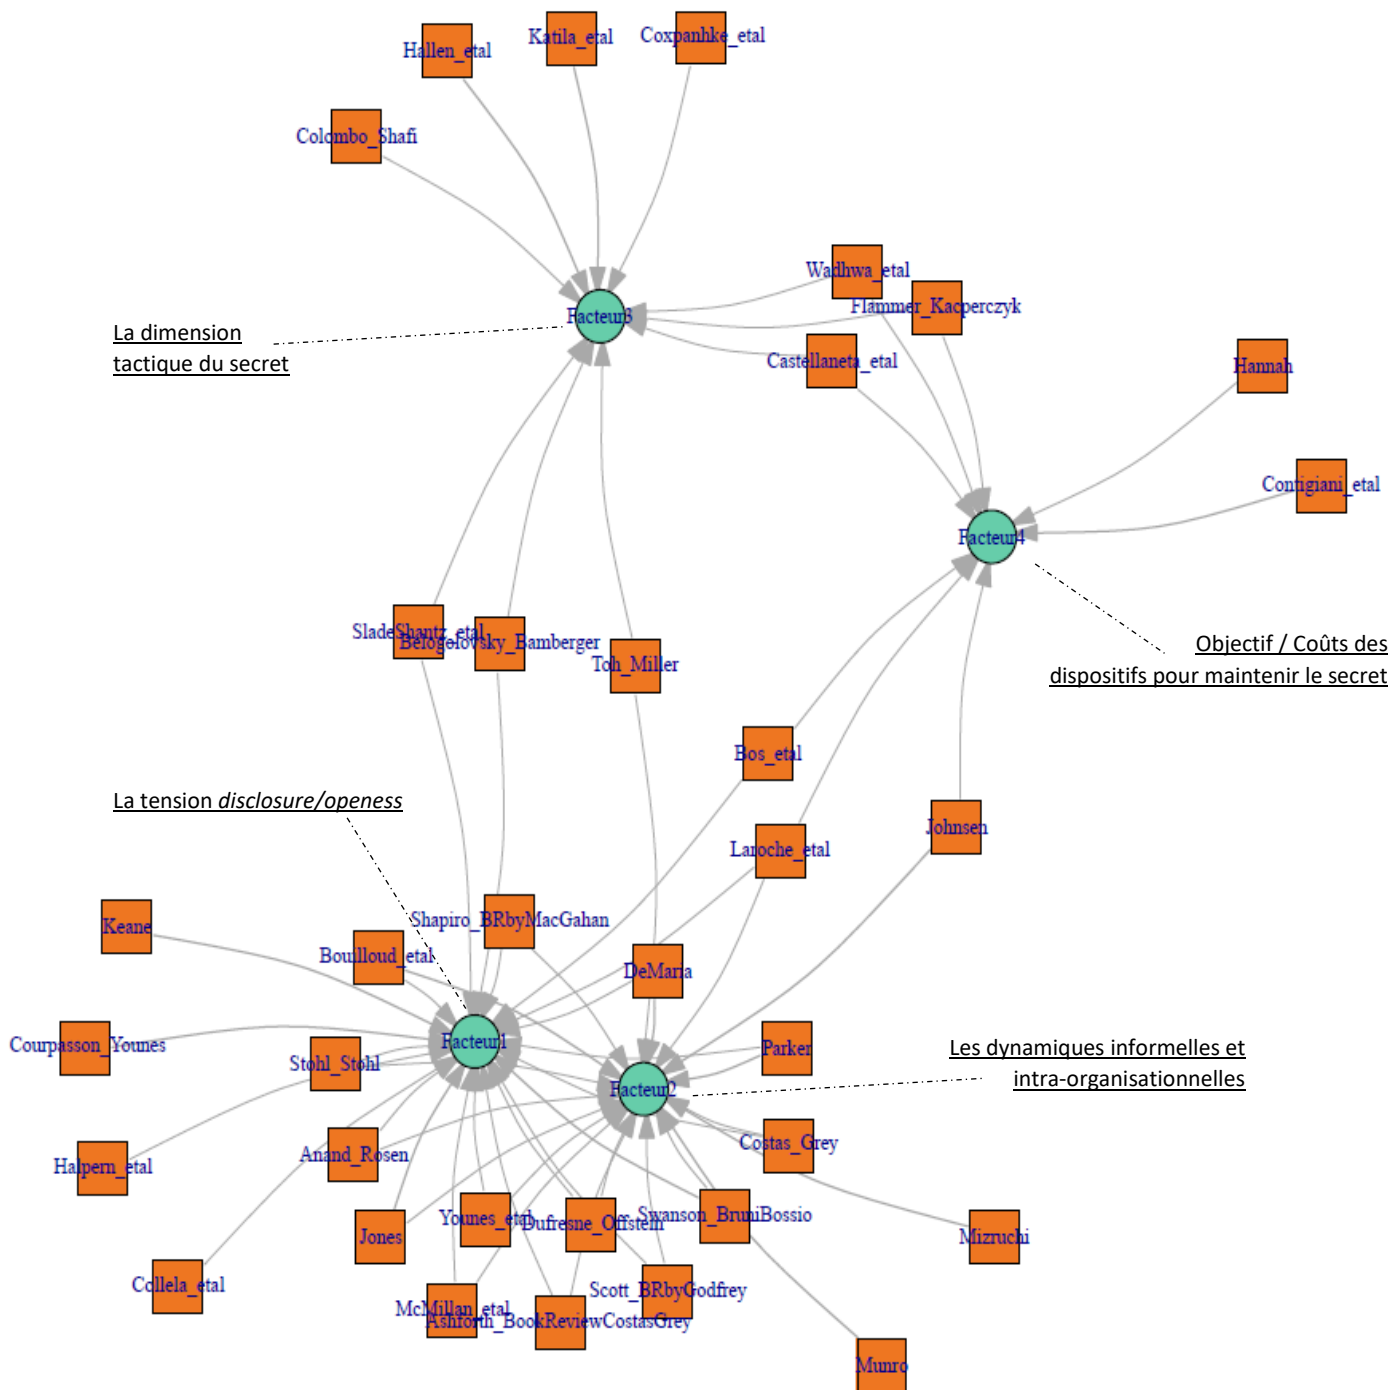 Katila_etal
Coxpanhke_etal
Hallen_etal
Colombo_Shafi
Wadhwa_etal
Flammer_Kacperczyk
Facteur3
La dimension
tactique du secret
Castellaneta_etal
Hannah
Contigiani_etal
Facteur4
SladeShantz_etal
Belogolovsky_Bamberger
Toh_Miller
Objectif / Coûts des
dispositifs pour maintenir le secret
Bos_etal
La tension disclosure/openess
Johnsen
Laroche_etal
Shapiro_BRbyMacGahan
Keane
Bouilloud_etal
DeMaria
Courpasson_Younes
Facteur1
Parker
Les dynamiques informelles et
intra-organisationnelles
Stohl_Stohl
Facteur2
Costas_Grey
Anand_Rosen
Halpern_etal
Younes_etal
Dufresne_Offstein
Swanson_BruniBossio
Jones
Mizruchi
Collela_etal
Scott_BRbyGodfrey
McMillan_etal
Ashforth_BookReviewCostasGrey
Munro